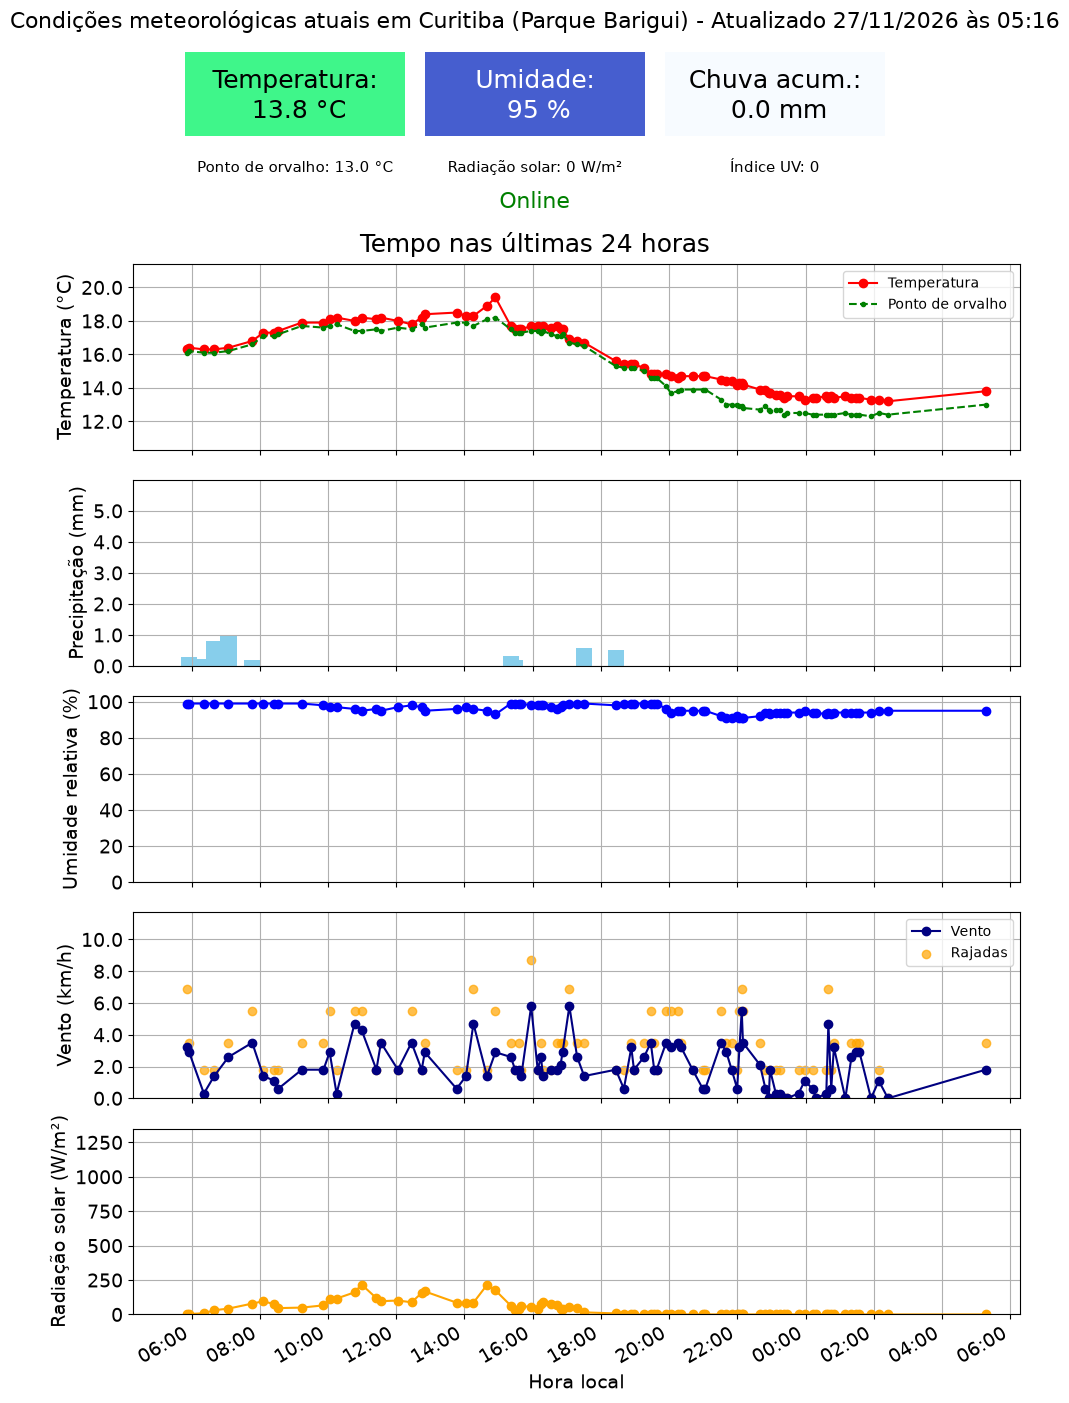 Condições meteorológicas atuais em Curitiba (Parque Barigui) - Atualizado 27/11/2026 às 05:16
Temperatura:
13.8 °C
Umidade:
95 %
Chuva acum.:
0.0 mm
Ponto de orvalho: 13.0 °C
Radiação solar: 0 W/m²
Índice UV: 0
Online
Tempo nas últimas 24 horas
Temperatura (°C)
20.0
18.0
16.0
14.0
12.0
Temperatura
Ponto de orvalho
Precipitação (mm)
5.0
4.0
3.0
2.0
1.0
0.0
Umidade relativa (%)
100
80
60
40
20
0
Vento (km/h)
10.0
8.0
6.0
4.0
2.0
0.0
Vento
Rajadas
Radiação solar (W/m²)
1250
1000
750
500
250
0
06:00
08:00
10:00
12:00
14:00
16:00
18:00
20:00
22:00
00:00
02:00
04:00
06:00
Hora local